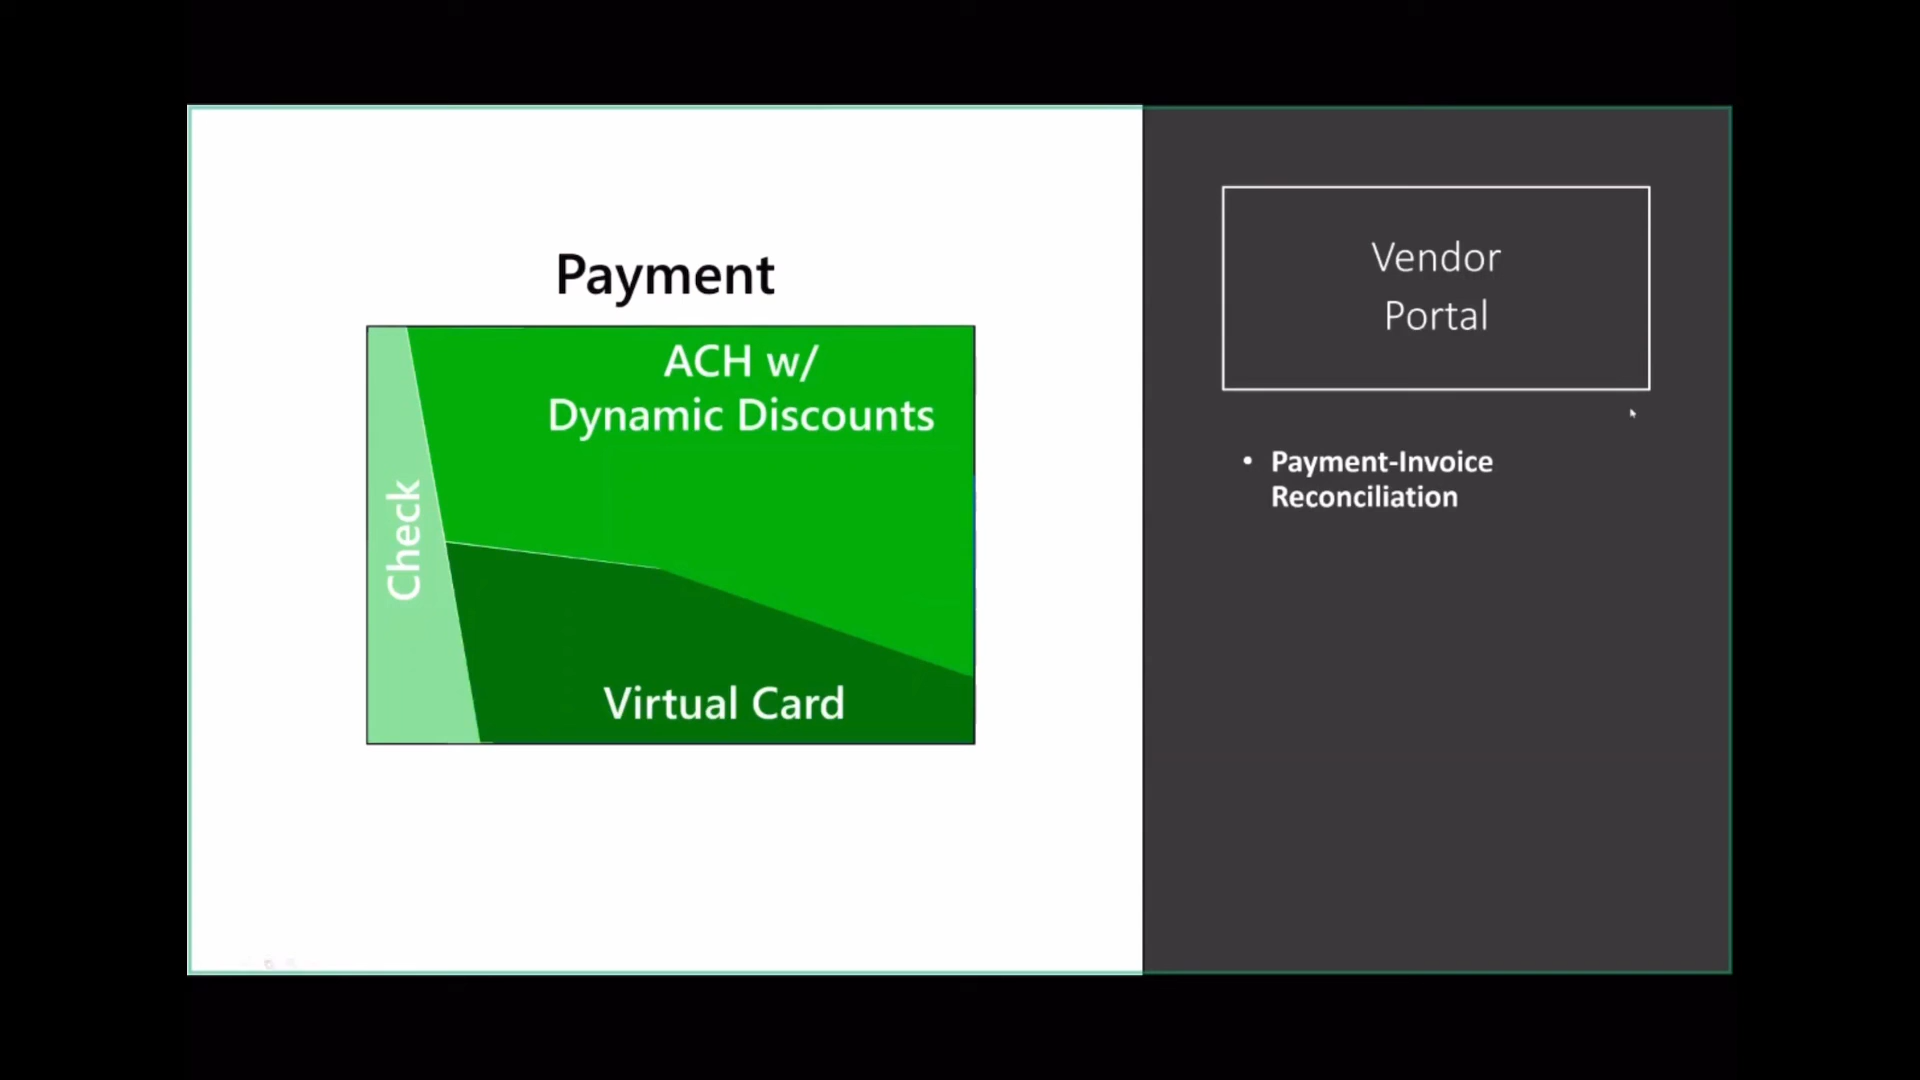 Payment
ACH w/
Dynamic Discounts
Check
Virtual Card
Vendor
Portal
• Payment-Invoice
Reconciliation